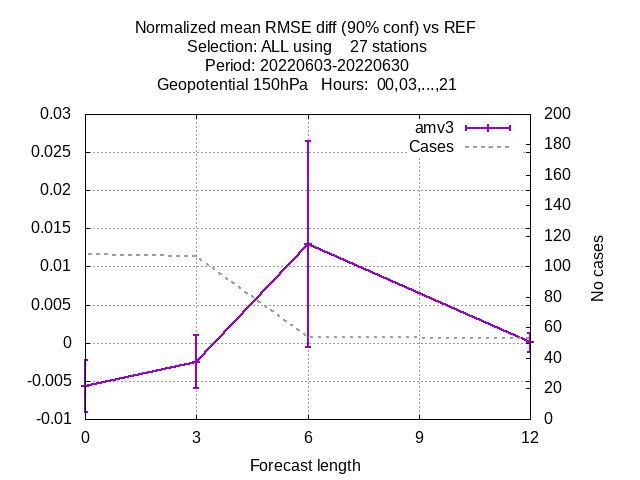 Normalized mean RMSE diff (90% conf) vs REF
Selection: ALL using    27 stations
Period: 20220603-20220630
Geopotential 150hPa   Hours:  00,03,...,21
0.03
0.025
0.02
0.015
0.01
0.005
0
-0.005
-0.01
200
180
160
140
120
100
80
60
40
20
0
amv3
Cases
No cases
0 3 6 9 12
Forecast length